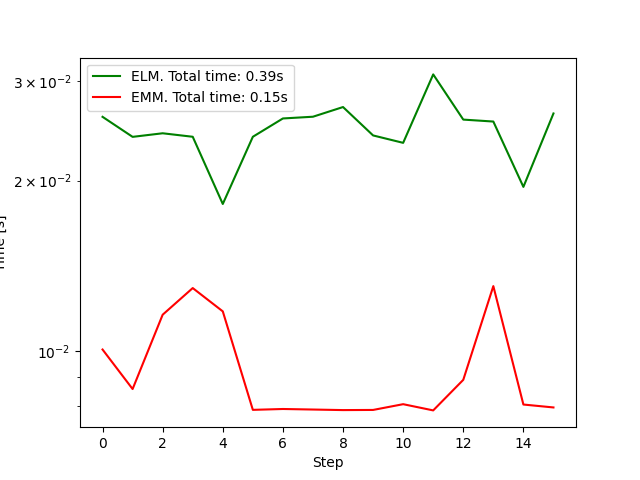 ELM. Total time: 0.39s
EMM. Total time: 0.15s
3 × 10⁻²
2 × 10⁻²
10⁻²
[s]
0 2 4 6 8 10 12 14
Step